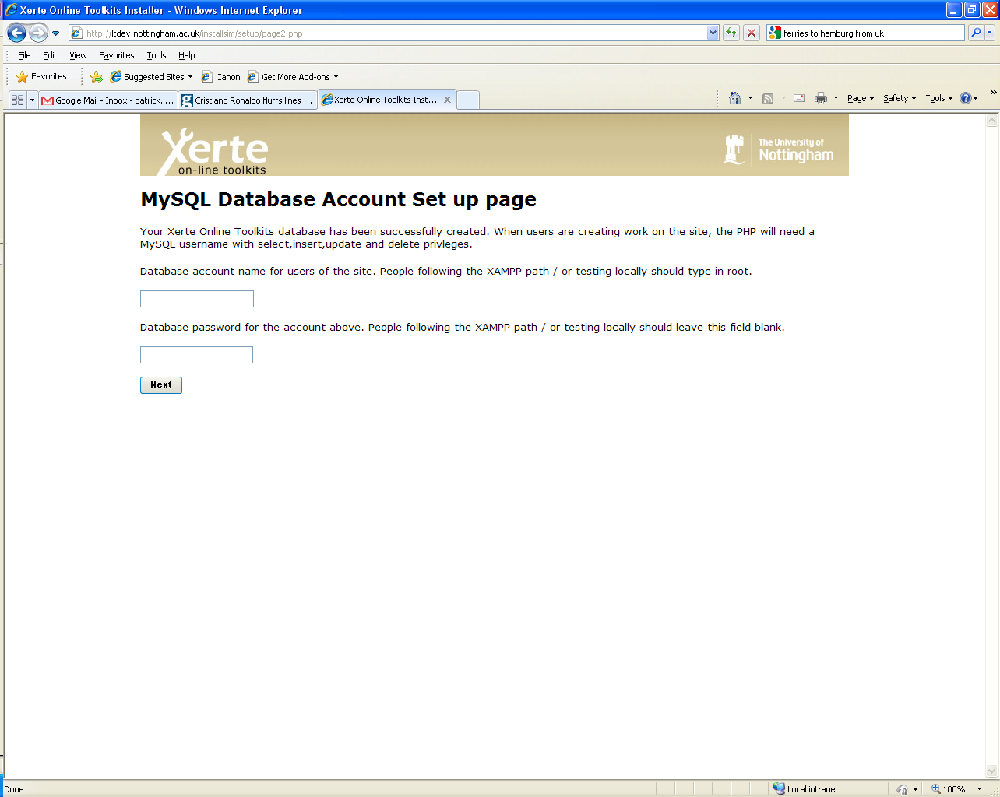 Xerte Online Toolkits Installer - Windows Internet Explorer
http://ltdev.nottingham.ac.uk/installsim/setup/page2.php
ferries to hamburg from uk
File Edit View Favorites Tools Help
Favorites Suggested Sites Canon Get More Add-ons
Google Mail - Inbox - patrick.l... Cristiano Ronaldo fluffs lines ... Xerte Online Toolkits Inst... Page Safety Tools »
Xerte
on-line toolkits
The University of
Nottingham
MySQL Database Account Set up page
Your Xerte Online Toolkits database has been successfully created. When users are creating work on the site, the PHP will need a
MySQL username with select,insert,update and delete privleges.
Database account name for users of the site. People following the XAMPP path / or testing locally should type in root.
Database password for the account above. People following the XAMPP path / or testing locally should leave this field blank.
Next
Done Local intranet 100%